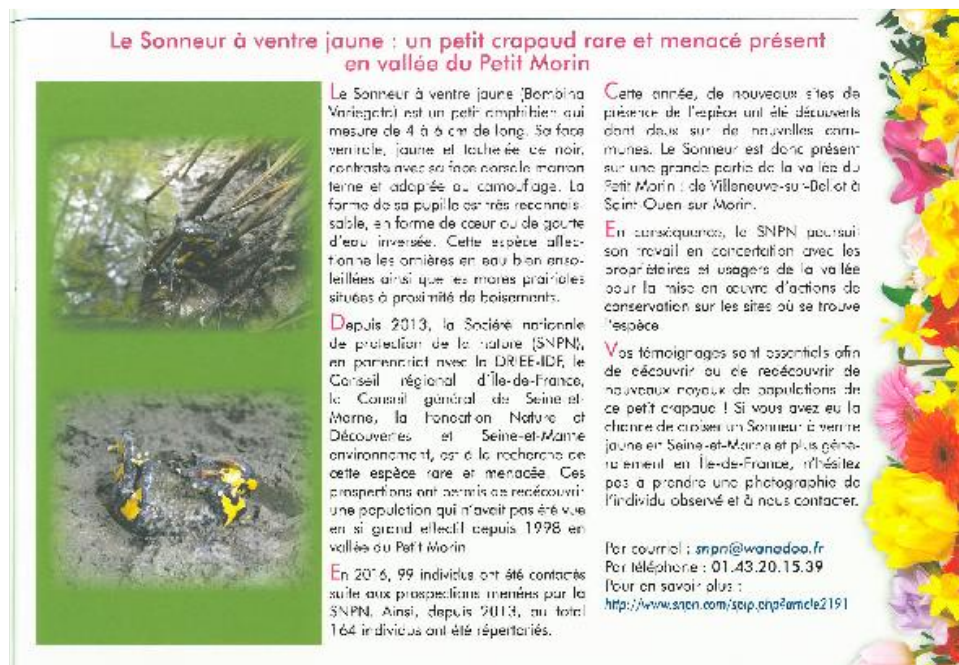 Le Sonneur à ventre jaune : un petit crapaud rare et menacé présent
en vallée du Petit Morin
Le Sonneur à ventre jaune (Bombina
Variegata) est un petit amphibien qui
mesure de 4 à 6 cm de long. Sa face
ventrale, jaune et tachetée de noir,
contraste avec sa face dorsale marron
terne et adaptée au camouflage. La
forme de sa pupille est très reconnais-
sable, en forme de cœur ou de goutte
d'eau inversée. Cette espèce affec-
tionne les ornières en eau bien enso-
leillées ainsi que les mares prairiales
situées à proximité de boisements.
Depuis 2013, la Société nationale
de protection de la nature (SNPN),
en partenariat avec la DRIEE-IDF, le
Conseil régional d'Île-de-France,
le Conseil général de Seine-et-
Marne, la Fondation Nature et
Découvertes et Seine-et-Marne
environnement, est à la recherche de
cette espèce rare et menacée. Ces
prospections ont permis de redécouvrir
une population qui n'avait pas été vue
en si grand effectif depuis 1998 en
vallée du Petit Morin
En 2016, 99 individus ont été contactés
suite aux prospections menées par la
SNPN. Ainsi, depuis 2013, au total
164 individus ont été répertoriés.
Cette année, de nouveaux sites de
présence de l'espèce ont été découverts
dont deux sur de nouvelles com-
munes. Le Sonneur est donc présent
sur une grande partie de la vallée du
Petit Morin : de Villeneuve-sur-Bellot à
Saint-Ouen-sur-Morin.
En conséquence, la SNPN poursuit
son travail en concertation avec les
propriétaires et usagers de la vallée
pour la mise en œuvre d'actions de
conservation sur les sites où se trouve
l'espèce
Vos témoignages sont essentiels afin
de découvrir ou de redécouvrir de
nouveaux noyaux de populations de
ce petit crapaud ! Si vous avez eu la
chance de croiser un Sonneur à ventre
jaune en Seine-et-Marne et plus géné-
ralement en Île-de-France, n'hésitez
pas à prendre une photographie de
l'individu observé et à nous contacter.
Par courriel : snpn@wanadoo.fr
Par téléphone : 01.43.20.15.39
Pour en savoir plus :
http://www.snpn.com/spip.php?article2191